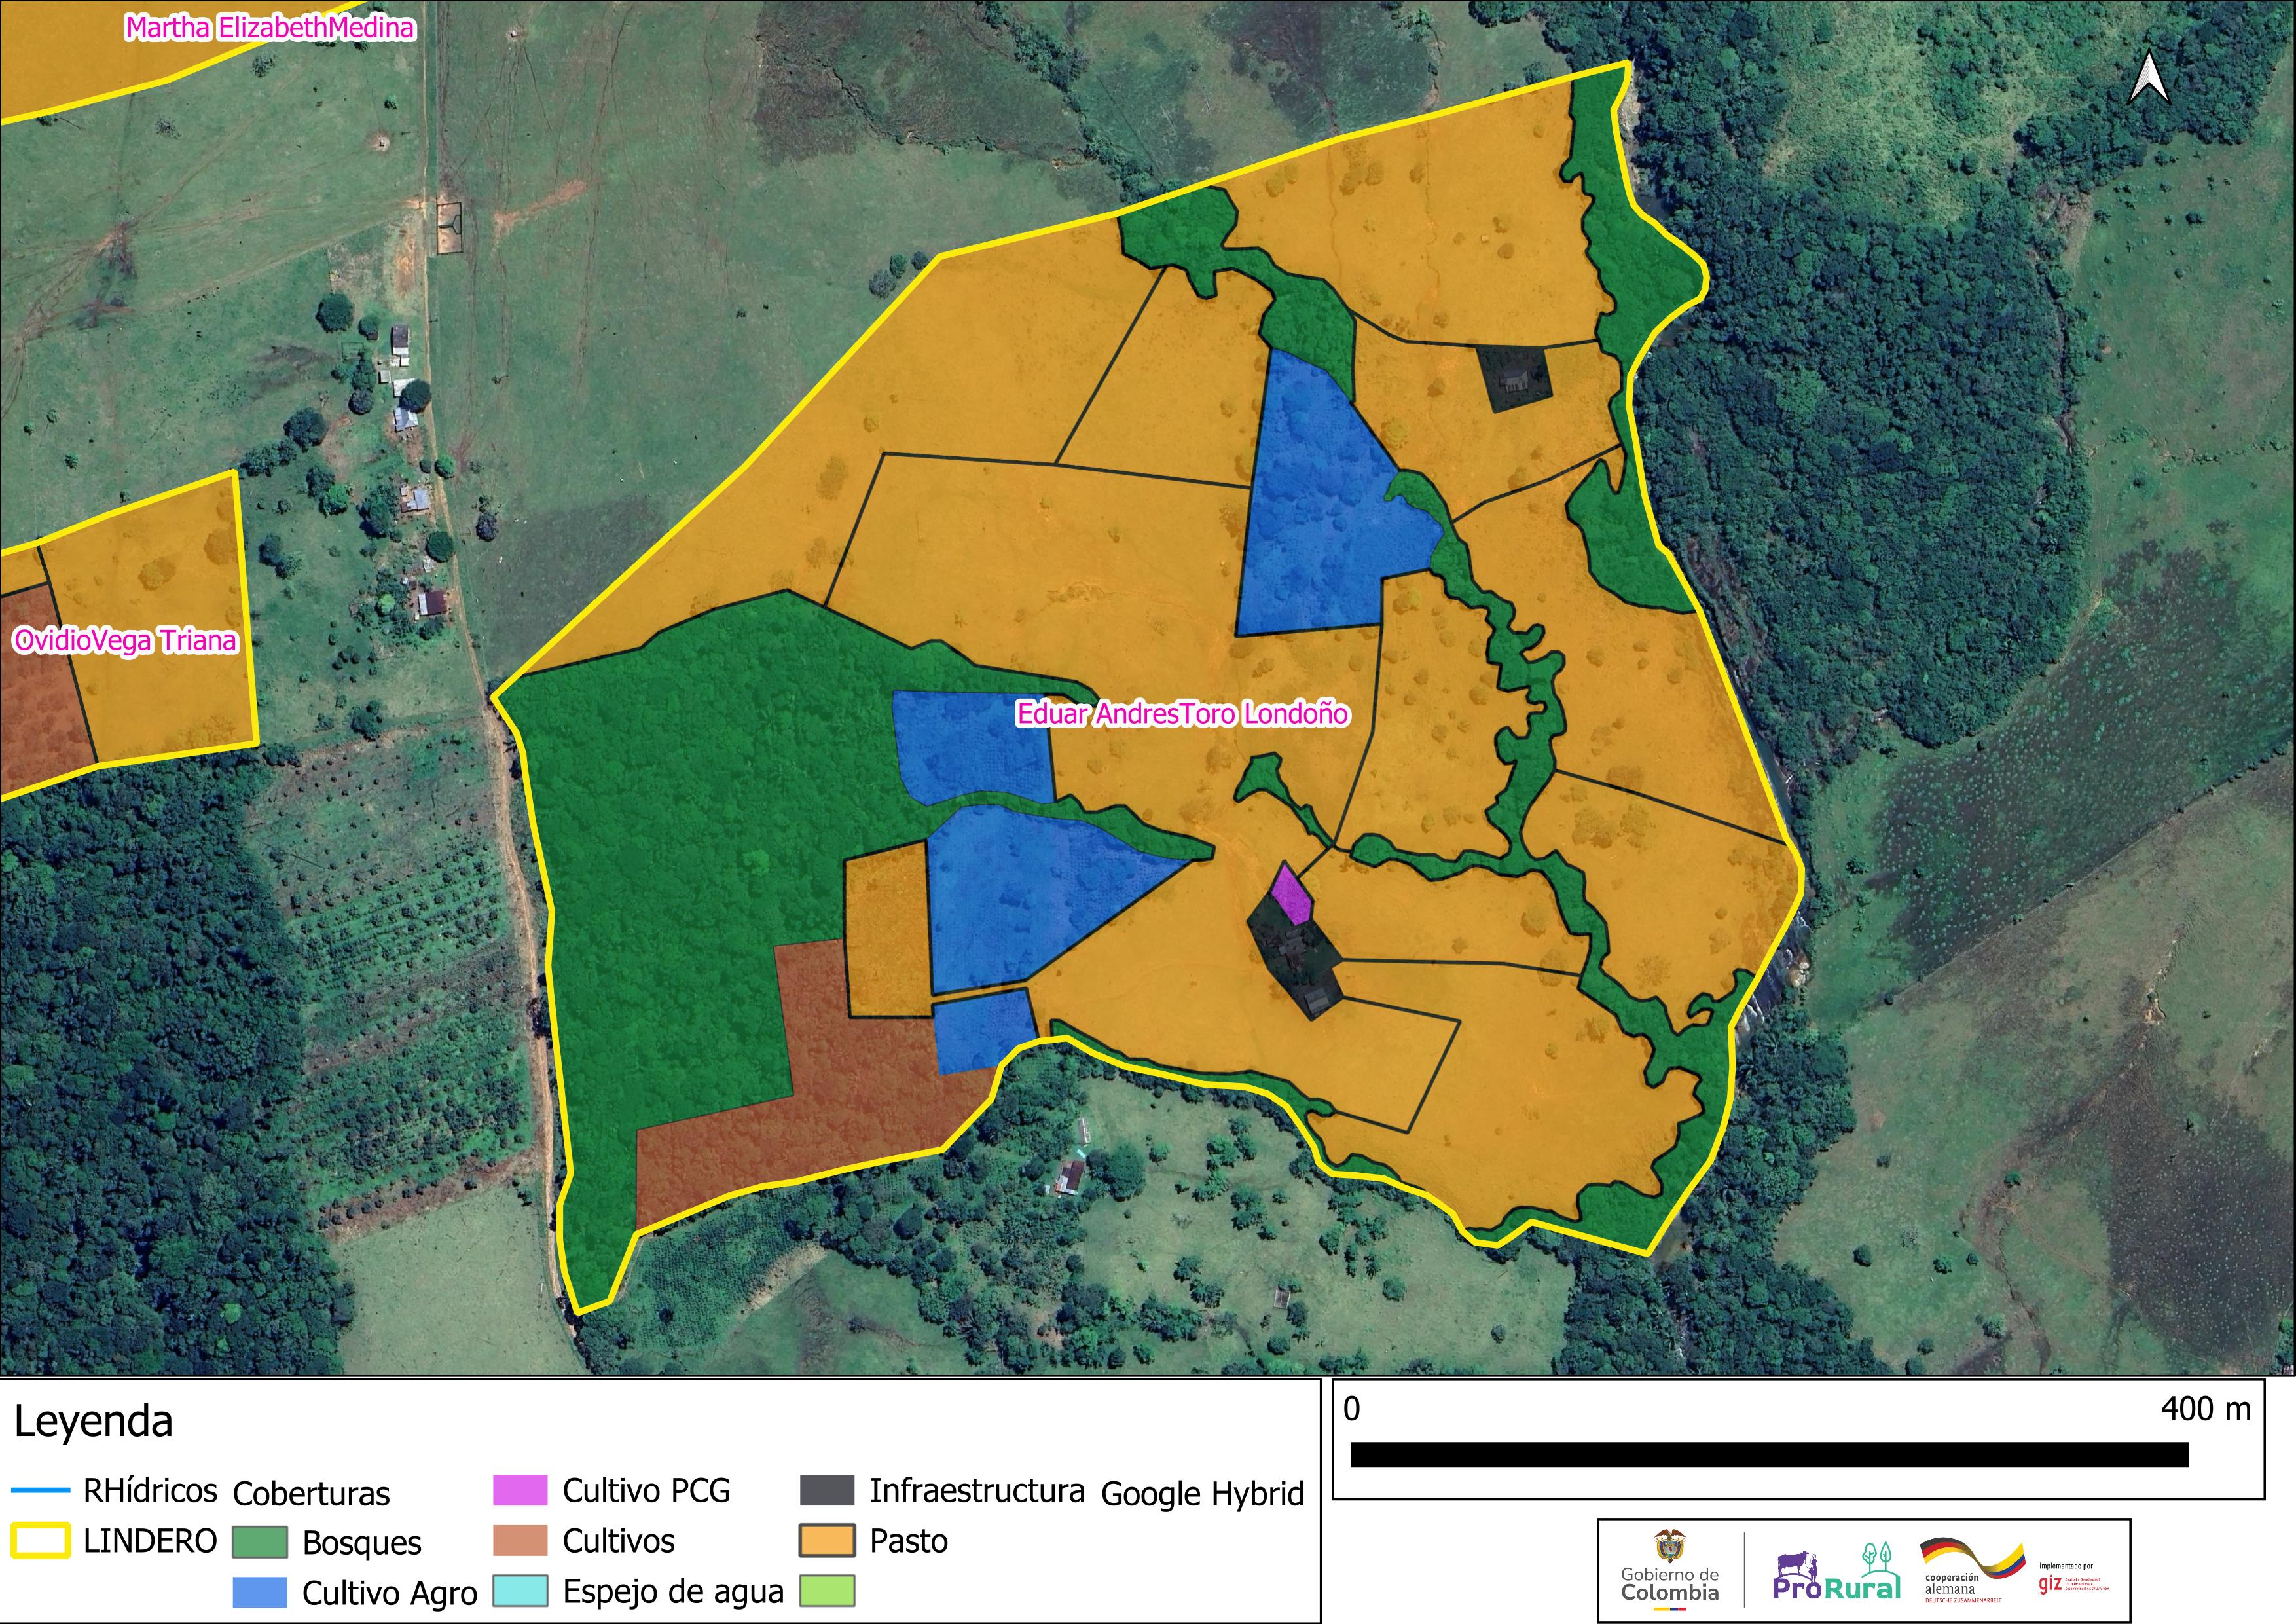 Martha ElizabethMedina
OvidioVega Triana
Eduar AndresToro Londoño
Leyenda
RHídricos
LINDERO
Coberturas
Bosques
Cultivo Agro
Cultivo PCG
Cultivos
Espejo de agua
Infraestructura
Pasto
Google Hybrid
0 400 m
Gobierno de
Colombia
ProRural
cooperación
alemana
DEUTSCHE ZUSAMMENARBEIT
Implementado por
giz